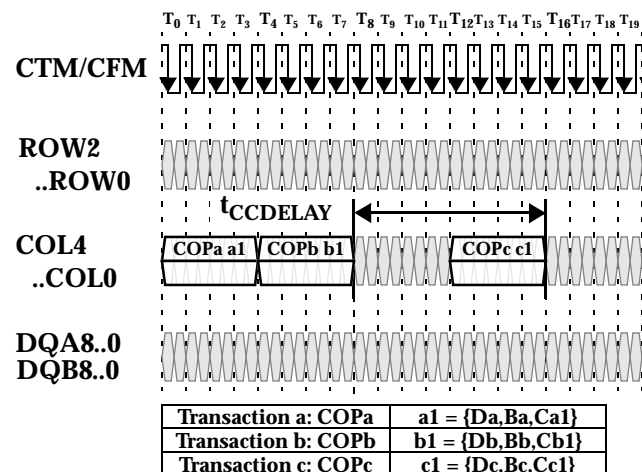 T0 T1 T2 T3 T4 T5 T6 T7 T8 T9 T10 T11 T12 T13 T14 T15 T16 T17 T18 T19
CTM/CFM
ROW2
..ROW0
tCCDELAY
COL4
..COL0
COPa a1 COPb b1 COPc c1
DQA8..0
DQB8..0
Transaction a: COPa a1 = {Da,Ba,Ca1}
Transaction b: COPb b1 = {Db,Bb,Cb1}
Transaction c: COPc c1 = {Dc,Bc,Cc1}